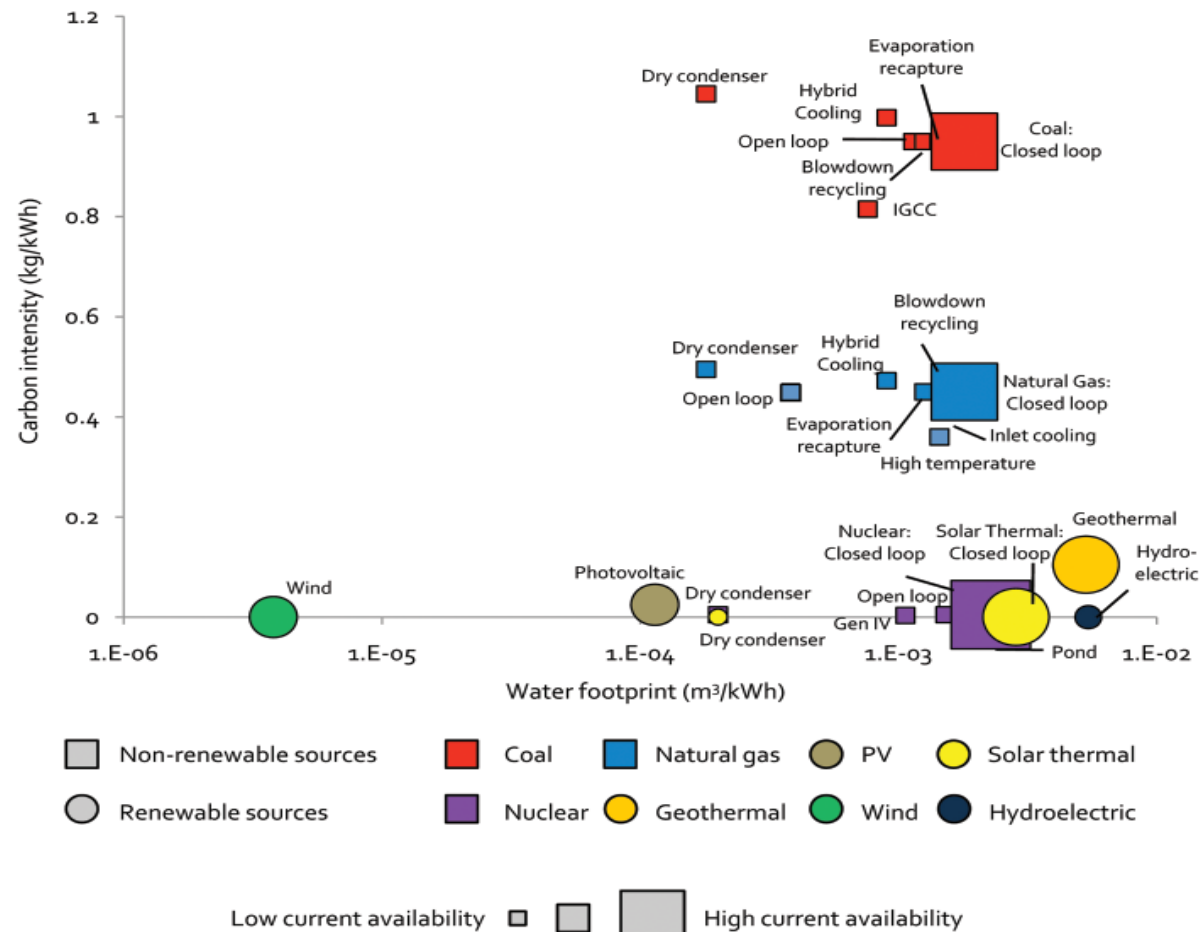 1.2
Evaporation
recapture
Dry condenser
Hybrid
Cooling
1
Open loop
Coal:
Closed loop
Blowdown
recycling
IGCC
0.8
Carbon intensity (kg/kWh)
Blowdown
recycling
0.6
Dry condenser
Hybrid
Cooling
Open loop
Natural Gas:
Closed loop
0.4
Evaporation
recapture
Inlet cooling
High temperature
0.2
Nuclear:
Closed loop
Solar Thermal:
Closed loop
Geothermal
Hydro-
electric
Wind
Photovoltaic
Dry condenser
Open loop
0
Dry condenser
Gen IV
Pond
1.E-06
1.E-05
1.E-04
1.E-03
1.E-02
Water footprint (m³/kWh)
Non-renewable sources
Coal
Natural gas
PV
Solar thermal
Renewable sources
Nuclear
Geothermal
Wind
Hydroelectric
Low current availability
High current availability